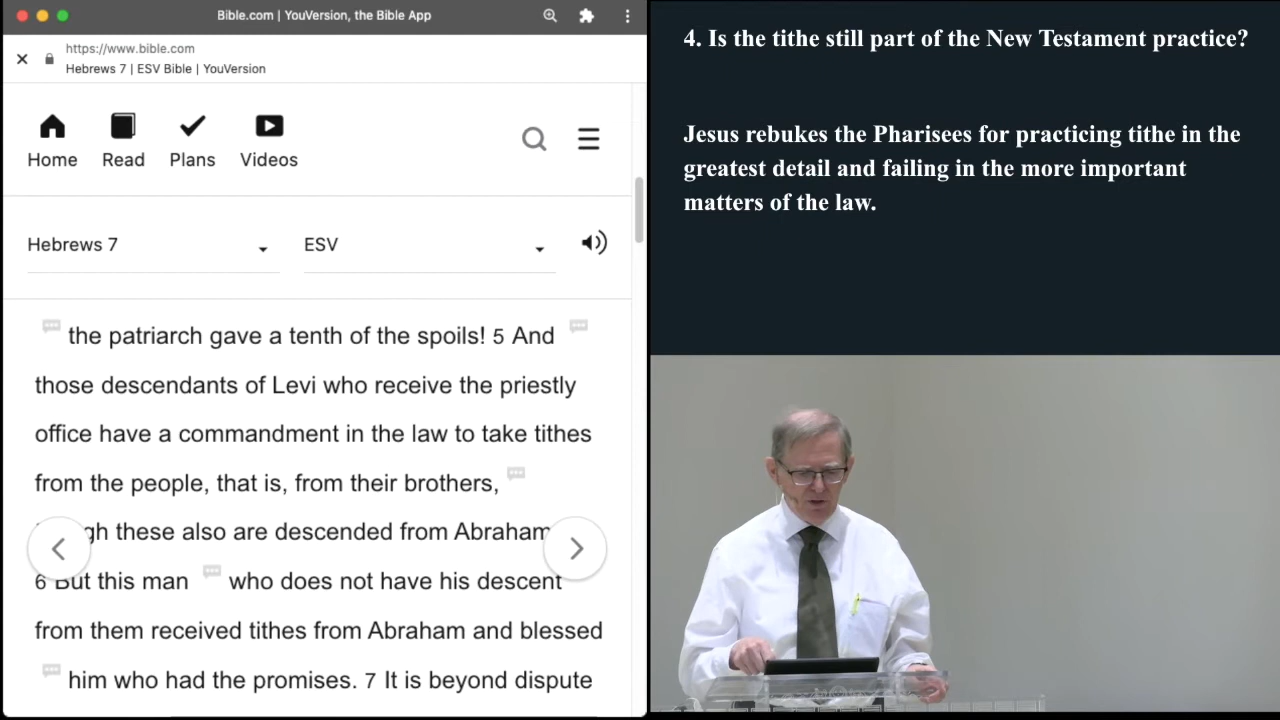 Bible.com | YouVersion, the Bible App
https://www.bible.com
Hebrews 7 | ESV Bible | YouVersion
Home Read Plans Videos
Hebrews 7 ESV
the patriarch gave a tenth of the spoils! 5 And
those descendants of Levi who receive the priestly
office have a commandment in the law to take tithes
from the people, that is, from their brothers,
these also are descended from Abraham
6 But this man who does not have his descent
from them received tithes from Abraham and blessed
him who had the promises. 7 It is beyond dispute
4. Is the tithe still part of the New Testament practice?
Jesus rebukes the Pharisees for practicing tithe in the
greatest detail and failing in the more important
matters of the law.